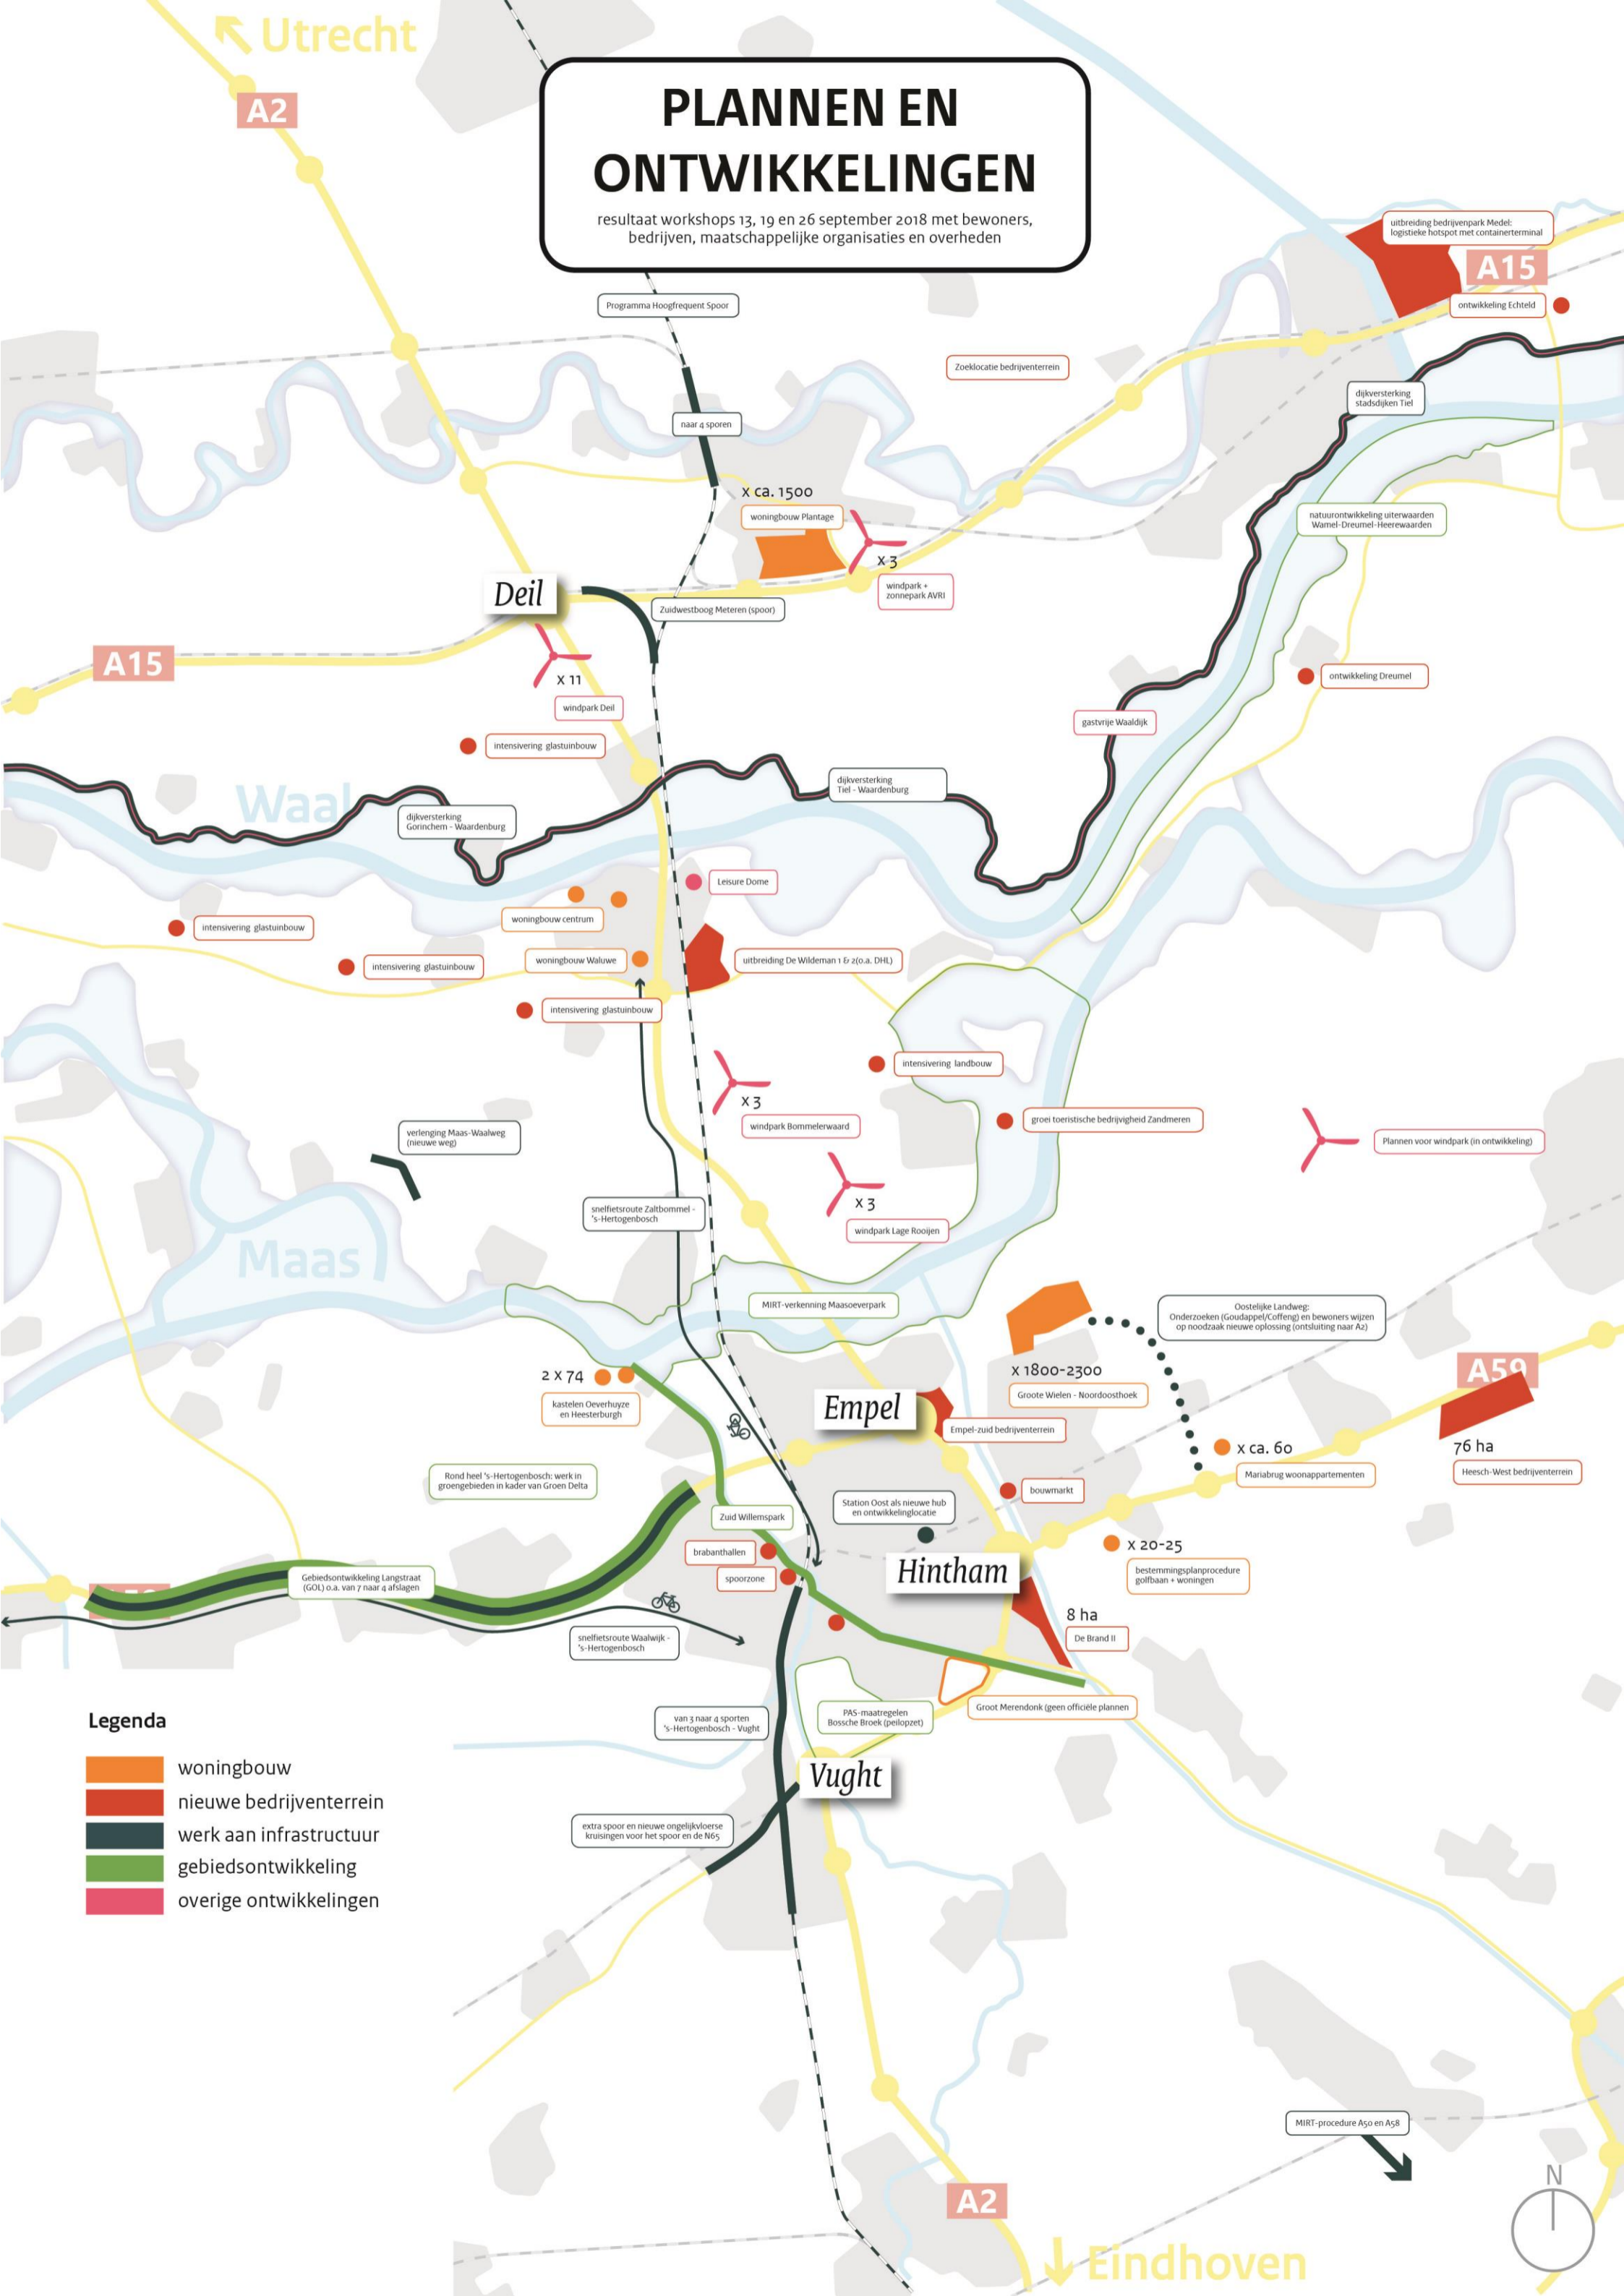 Utrecht
A2
PLANNEN EN
ONTWIKKELINGEN
resultaat workshops 13, 19 en 26 september 2018 met bewoners,
bedrijven, maatschappelijke organisaties en overheden
uitbreiding bedrijvenpark Medel:
logistieke hotspot met containerterminal
A15
ontwikkeling Echteld
Programma Hoogfrequent Spoor
Zoeklocatie bedrijventerrein
dijkversterking
stadsdijken Tiel
naar 4 sporen
x ca. 1500
woningbouw Plantage
natuurontwikkeling uiterwaarden
Wamel-Dreumel-Heerewaarden
x 3
windpark +
zonnepark AVRI
Deil
Zuidwestboog Meteren (spoor)
A15
x 11
windpark Deil
ontwikkeling Dreumel
gastvrije Waaldijk
intensivering glastuinbouw
dijkversterking
Tiel - Waardenburg
Waal
dijkversterking
Gorinchem - Waardenburg
Leisure Dome
woningbouw centrum
intensivering glastuinbouw
woningbouw Waluwe
uitbreiding De Wildeman 1 & 2(o.a. DHL)
intensivering glastuinbouw
intensivering glastuinbouw
intensivering landbouw
x 3
windpark Bommelerwaard
groei toeristische bedrijvigheid Zandmeren
verlenging Maas-Waalweg
(nieuwe weg)
Plannen voor windpark (in ontwikkeling)
x 3
windpark Lage Rooijen
snelfietsroute Zaltbommel -
's-Hertogenbosch
Maas
MIRT-verkenning Maasoeverpark
Oostelijke Landweg:
Onderzoeken (Goudappel/Coffeng) en bewoners wijzen
op noodzaak nieuwe oplossing (ontsluiting naar A2)
x 1800-2300
Groote Wielen - Noordoosthoek
2 x 74
kastelen Oeverhuyze
en Heesterburgh
A59
Empel
Empel-zuid bedrijventerrein
x ca. 60
Mariabrug woonappartementen
76 ha
Heesch-West bedrijventerrein
Rond heel 's-Hertogenbosch: werk in
groengebieden in kader van Groen Delta
bouwmarkt
Station Oost als nieuwe hub
en ontwikkelinglocatie
Zuid Willemspark
brabanthallen
x 20-25
bestemmingsplanprocedure
golfbaan + woningen
Hintham
spoorzone
Gebiedsontwikkeling Langstraat
(GOL) o.a. van 7 naar 4 afslagen
8 ha
De Brand II
snelfietsroute Waalwijk -
's-Hertogenbosch
Groot Merendonk (geen officiële plannen
PAS-maatregelen
Bossche Broek (peilopzet)
van 3 naar 4 sporten
's-Hertogenbosch - Vught
Vught
extra spoor en nieuwe ongelijkvloerse
kruisingen voor het spoor en de N65
Legenda
woningbouw
nieuwe bedrijventerrein
werk aan infrastructuur
gebiedsontwikkeling
overige ontwikkelingen
MIRT-procedure A50 en A58
N
A2
Eindhoven